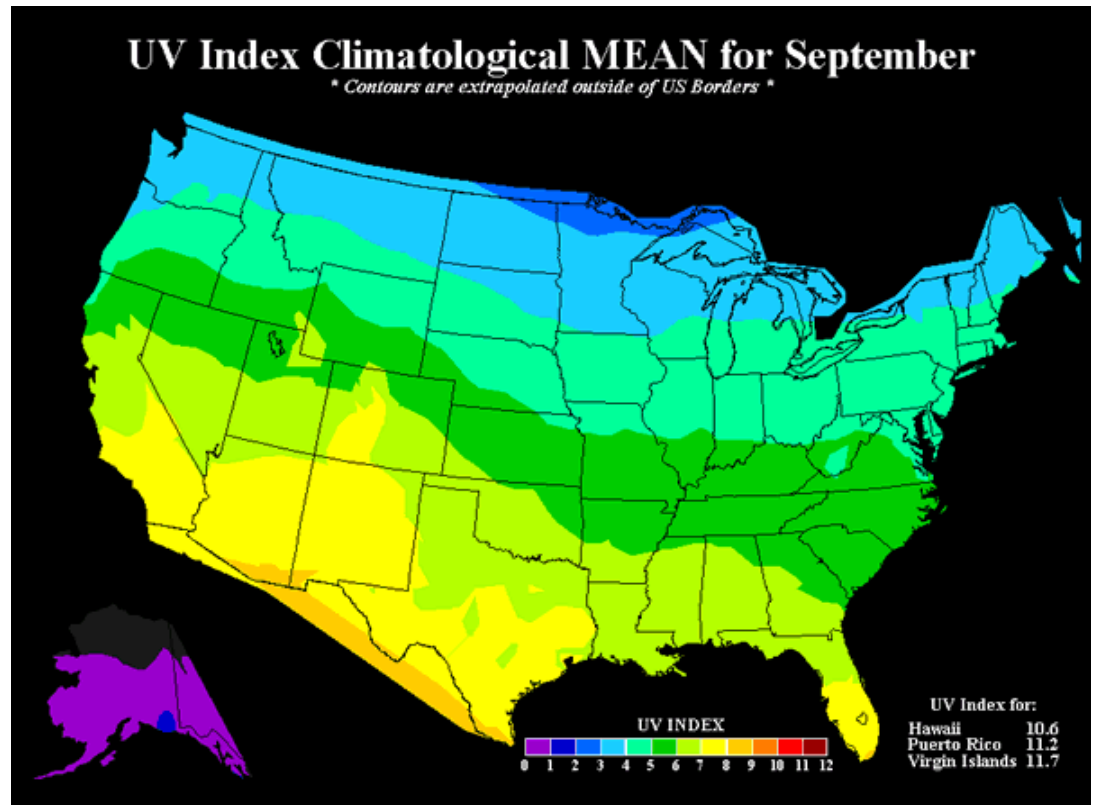 UV Index Climatological MEAN for September
* Contours are extrapolated outside of US Borders *
UV Index for:
Hawaii 10.6
Puerto Rico 11.2
Virgin Islands 11.7
UV INDEX
0 1 2 3 4 5 6 7 8 9 10 11 12